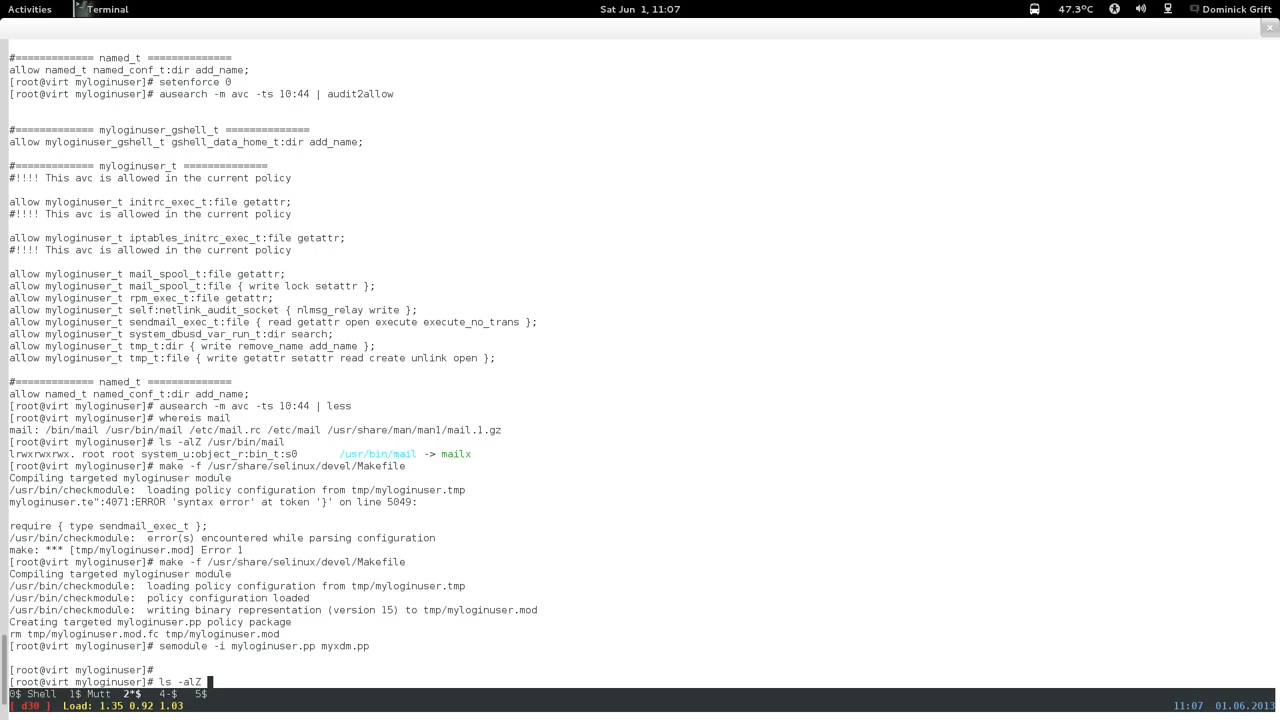 Activities Terminal Sat Jun 1, 11:07 47.3°C Dominick Grift
#============= named_t ==============
allow named_t named_conf_t:dir add_name;
[root@virt myloginuser]# setenforce 0
[root@virt myloginuser]# ausearch -m avc -ts 10:44 | audit2allow
#============= myloginuser_gshell_t ==============
allow myloginuser_gshell_t gshell_data_home_t:dir add_name;
#============= myloginuser_t ==============
#!!!! This avc is allowed in the current policy
allow myloginuser_t initrc_exec_t:file getattr;
#!!!! This avc is allowed in the current policy
allow myloginuser_t iptables_initrc_exec_t:file getattr;
#!!!! This avc is allowed in the current policy
allow myloginuser_t mail_spool_t:file getattr;
allow myloginuser_t mail_spool_t:file { write lock setattr };
allow myloginuser_t rpm_exec_t:file getattr;
allow myloginuser_t self:netlink_audit_socket { nlmsg_relay write };
allow myloginuser_t sendmail_exec_t:file { read getattr open execute execute_no_trans };
allow myloginuser_t system_dbusd_var_run_t:dir search;
allow myloginuser_t tmp_t:dir { write remove_name add_name };
allow myloginuser_t tmp_t:file { write getattr setattr read create unlink open };
#============= named_t ==============
allow named_t named_conf_t:dir add_name;
[root@virt myloginuser]# ausearch -m avc -ts 10:44 | less
[root@virt myloginuser]# whereis mail
mail: /bin/mail /usr/bin/mail /etc/mail.rc /etc/mail /usr/share/man/man1/mail.1.gz
[root@virt myloginuser]# ls -alZ /usr/bin/mail
lrwxrwxrwx. root root system_u:object_r:bin_t:s0 /usr/bin/mail -> mailx
[root@virt myloginuser]# make -f /usr/share/selinux/devel/Makefile
Compiling targeted myloginuser module
/usr/bin/checkmodule: loading policy configuration from tmp/myloginuser.tmp
myloginuser.te":4071:ERROR 'syntax error' at token '}' on line 5049:
require { type sendmail_exec_t };
/usr/bin/checkmodule: error(s) encountered while parsing configuration
make: *** [tmp/myloginuser.mod] Error 1
[root@virt myloginuser]# make -f /usr/share/selinux/devel/Makefile
Compiling targeted myloginuser module
/usr/bin/checkmodule: loading policy configuration from tmp/myloginuser.tmp
/usr/bin/checkmodule: policy configuration loaded
/usr/bin/checkmodule: writing binary representation (version 15) to tmp/myloginuser.mod
Creating targeted myloginuser.pp policy package
rm tmp/myloginuser.mod.fc tmp/myloginuser.mod
[root@virt myloginuser]# semodule -i myloginuser.pp myxdm.pp
[root@virt myloginuser]#
[root@virt myloginuser]# ls -alZ
0$ Shell 1$ Mutt 2*$ 4-$ 5$
[ d30 ] Load: 1.35 0.92 1.03 11:07 01.06.2013